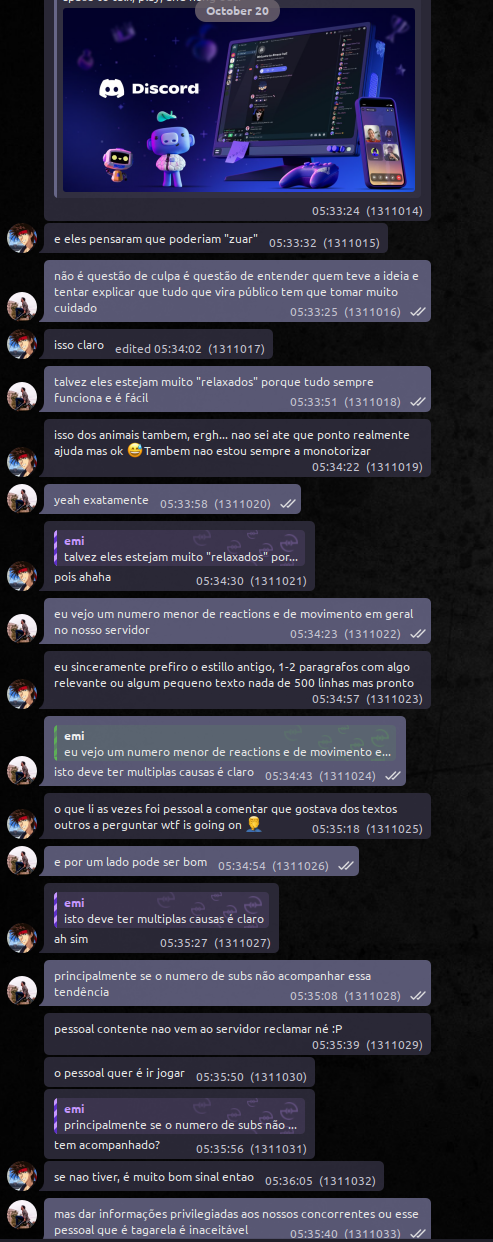 October 20
Discord
05:33:24 (1311014)
e eles pensaram que poderiam "zuar" 05:33:32 (1311015)
não é questão de culpa é questão de entender quem teve a ideia e
tentar explicar que tudo que vira público tem que tomar muito
cuidado 05:33:25 (1311016)
isso claro edited 05:34:02 (1311017)
talvez eles estejam muito "relaxados" porque tudo sempre
funciona e é fácil 05:33:51 (1311018)
isso dos animais tambem, ergh... nao sei ate que ponto realmente
ajuda mas ok 😅 Tambem nao estou sempre a monotorizar
05:34:22 (1311019)
yeah exatamente 05:33:58 (1311020)
emi
talvez eles estejam muito "relaxados" por...
pois ahaha 05:34:30 (1311021)
eu vejo um numero menor de reactions e de movimento em geral
no nosso servidor 05:34:23 (1311022)
eu sinceramente prefiro o estillo antigo, 1-2 paragrafos com algo
relevante ou algum pequeno texto nada de 500 linhas mas pronto
05:34:57 (1311023)
emi
eu vejo um numero menor de reactions e de movimento e...
isto deve ter multiplas causas é claro 05:34:43 (1311024)
o que li as vezes foi pessoal a comentar que gostava dos textos
outros a perguntar wtf is going on 🤦‍♂️ 05:35:18 (1311025)
e por um lado pode ser bom 05:34:54 (1311026)
emi
isto deve ter multiplas causas é claro
ah sim 05:35:27 (1311027)
principalmente se o numero de subs não acompanhar essa
tendência 05:35:08 (1311028)
pessoal contente nao vem ao servidor reclamar né :P
05:35:39 (1311029)
o pessoal quer é ir jogar 05:35:50 (1311030)
emi
principalmente se o numero de subs não ...
tem acompanhado? 05:35:56 (1311031)
se nao tiver, é muito bom sinal entao 05:36:05 (1311032)
mas dar informações privilegiadas aos nossos concorrentes ou esse
pessoal que é tagarela é inaceitável 05:35:40 (1311033)